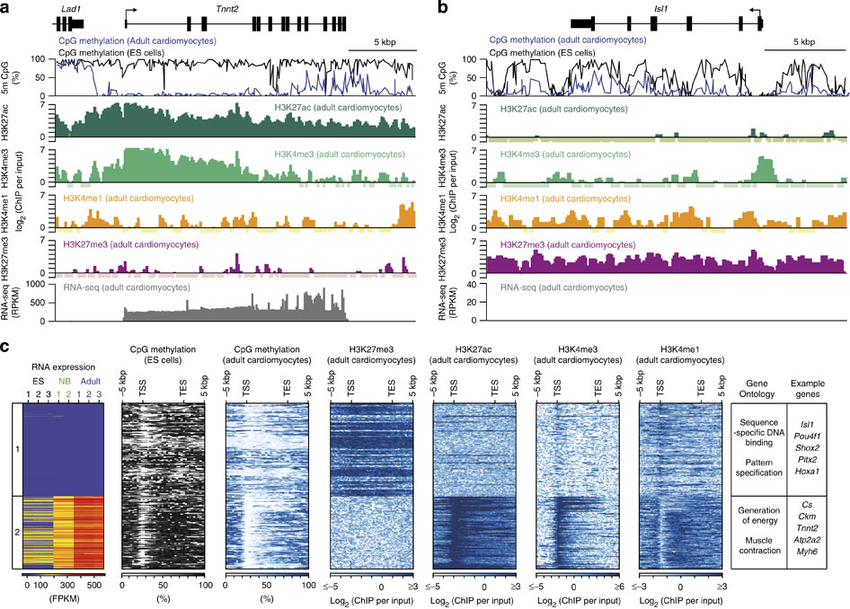 a
Lad1
Tnnt2
CpG methylation (Adult cardiomyocytes)
CpG methylation (ES cells)
5 kbp
5m CpG
(%)
100
50
0
H3K27ac
7
0
H3K27ac (adult cardiomyocytes)
H3K4me3
7
0
H3K4me3 (adult cardiomyocytes)
H3K4me1
log2 (ChIP per input)
7
0
H3K4me1 (adult cardiomyocytes)
H3K27me3
7
0
H3K27me3 (adult cardiomyocytes)
RNA-seq
(RPKM)
1000
500
0
RNA-seq (adult cardiomyocytes)
b
Isl1
CpG methylation (Adult cardiomyocytes)
CpG methylation (ES cells)
5 kbp
5m CpG
(%)
100
50
0
H3K27ac
7
0
H3K27ac (adult cardiomyocytes)
H3K4me3
7
0
H3K4me3 (adult cardiomyocytes)
H3K4me1
Log2 (ChIP per input)
7
0
H3K4me1 (adult cardiomyocytes)
H3K27me3
7
0
H3K27me3 (adult cardiomyocytes)
RNA-seq
(RPKM)
40
20
0
RNA-seq (adult cardiomyocytes)
c
RNA expression
ES NB Adult
1 2 3 1 2 1 2 3
1
2
0 100 300 500
(FPKM)
CpG methylation
(ES cells)
−5 kbp TSS TES 5 kbp
0 50 100
(%)
CpG methylation
(adult cardiomyocytes)
−5 kbp TSS TES 5 kbp
0 50 100
(%)
H3K27me3
(adult cardiomyocytes)
−5 kbp TSS TES 5 kbp
≤−5 0 ≥3
Log2 (ChIP per input)
H3K27ac
(adult cardiomyocytes)
−5 kbp TSS TES 5 kbp
≤−5 0 ≥3
Log2 (ChIP per input)
H3K4me3
(adult cardiomyocytes)
−5 kbp TSS TES 5 kbp
≤−5 0 ≥6
Log2 (ChIP per input)
H3K4me1
(adult cardiomyocytes)
−5 kbp TSS TES 5 kbp
≤−3 0 ≥3
Log2 (ChIP per input)
Gene
Ontology
Example
genes
Sequence
-specific DNA
binding
Pattern
specification
Isl1
Pou4f1
Shox2
Pitx2
Hoxa1
Generation
of energy
Muscle
contraction
Cs
Ckm
Tnnt2
Atp2a2
Myh6